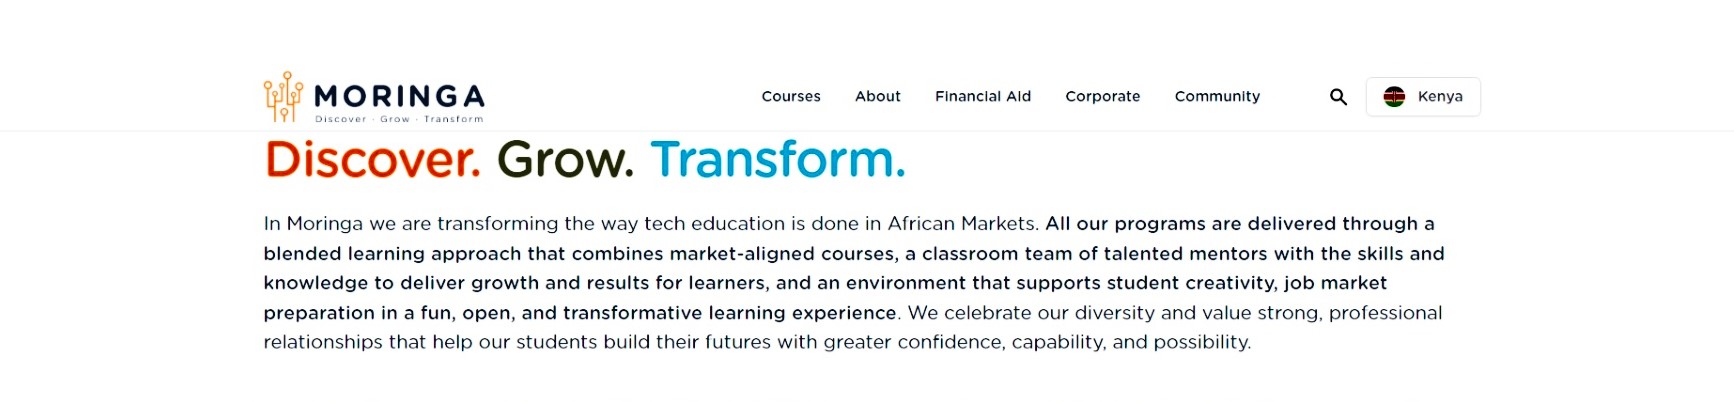 MORINGA
Discover · Grow · Transform
Courses
About
Financial Aid
Corporate
Community
Kenya
Discover. Grow. Transform.
In Moringa we are transforming the way tech education is done in African Markets. All our programs are delivered through a
blended learning approach that combines market-aligned courses, a classroom team of talented mentors with the skills and
knowledge to deliver growth and results for learners, and an environment that supports student creativity, job market
preparation in a fun, open, and transformative learning experience. We celebrate our diversity and value strong, professional
relationships that help our students build their futures with greater confidence, capability, and possibility.